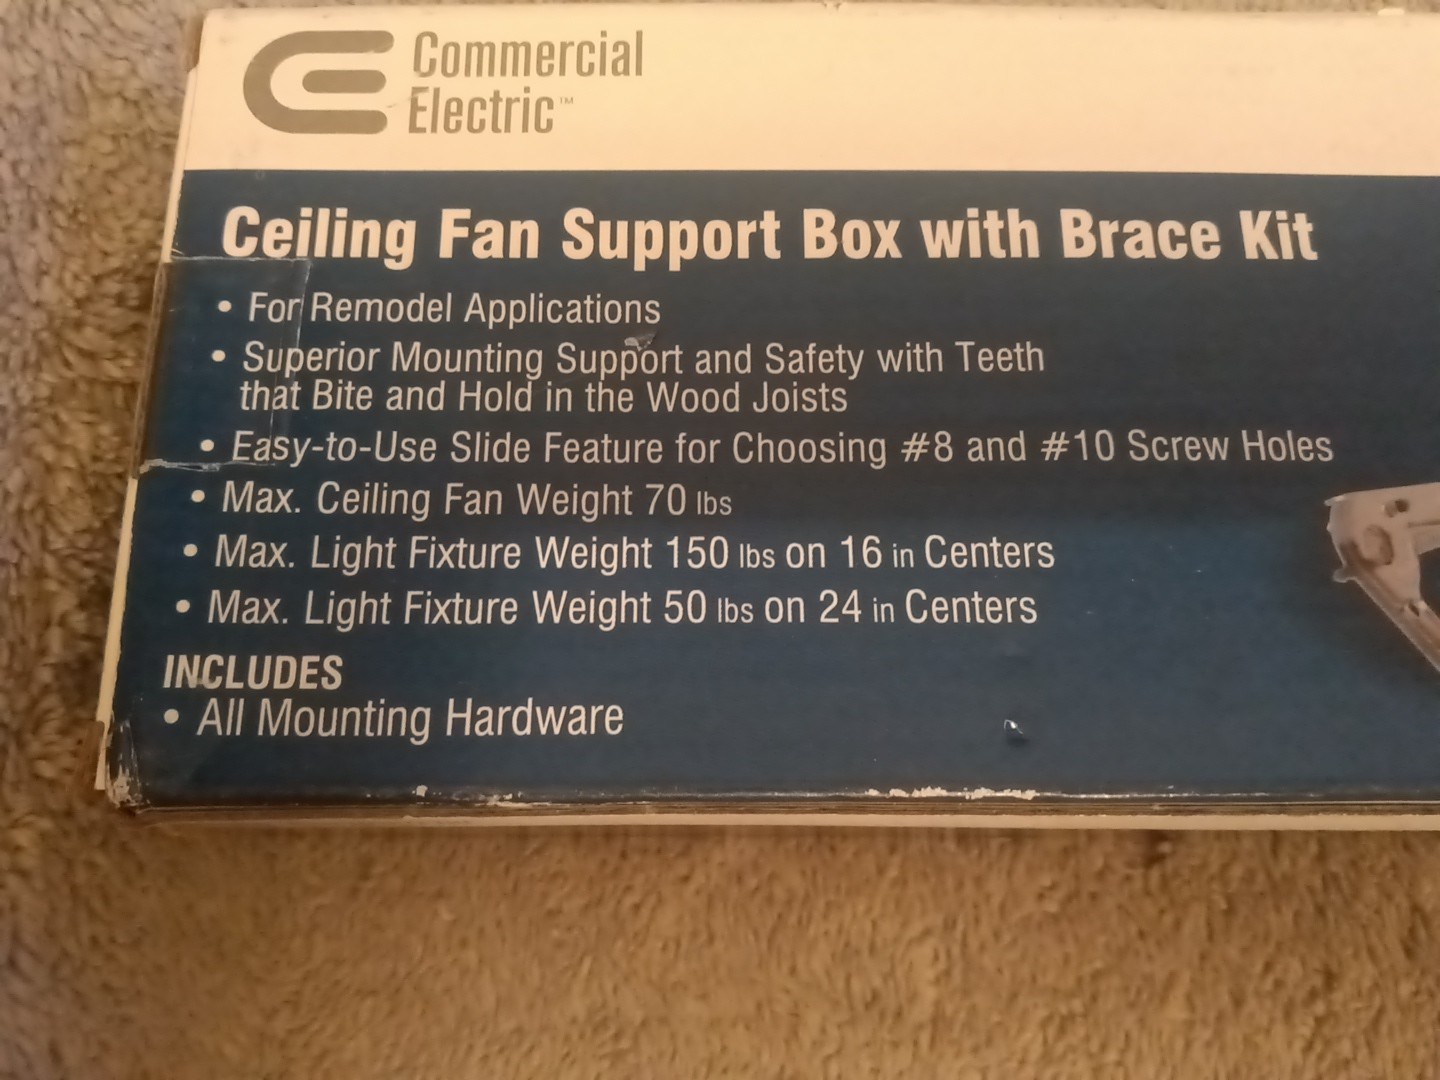 Commercial
Electric™
Ceiling Fan Support Box with Brace Kit
• For Remodel Applications
• Superior Mounting Support and Safety with Teeth
that Bite and Hold in the Wood Joists
• Easy-to-Use Slide Feature for Choosing #8 and #10 Screw Holes
• Max. Ceiling Fan Weight 70 lbs
• Max. Light Fixture Weight 150 lbs on 16 in Centers
• Max. Light Fixture Weight 50 lbs on 24 in Centers
INCLUDES
• All Mounting Hardware